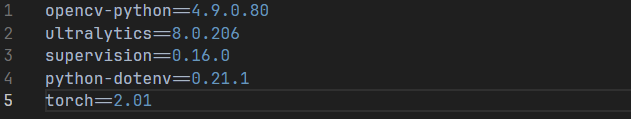 1 opencv-python==4.9.0.80
2 ultralytics==8.0.206
3 supervision==0.16.0
4 python-dotenv==0.21.1
5 torch==2.01